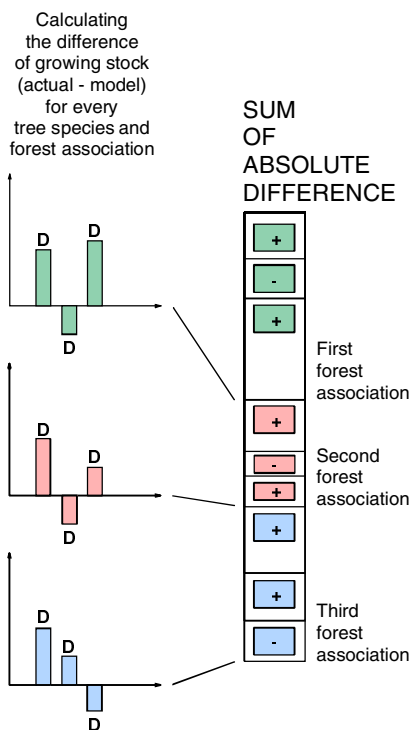 Calculating
the difference
of growing stock
(actual - model)
for every
tree species and
forest association
SUM
OF
ABSOLUTE
DIFFERENCE
D
D
D
+
-
+
First
forest
association
D
D
D
+
-
+
Second
forest
association
D
D
D
+
+
-
Third
forest
association